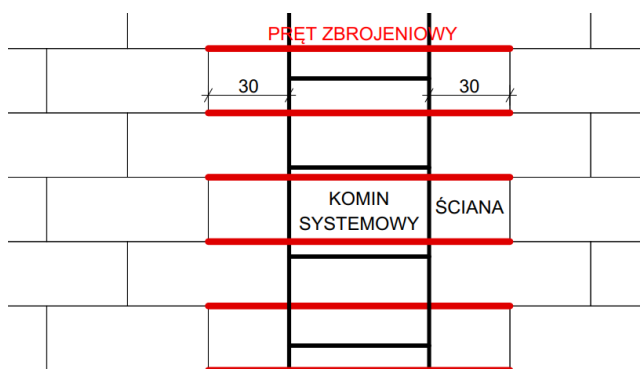 PRĘT ZBROJENIOWY
30
30
KOMIN
SYSTEMOWY
ŚCIANA